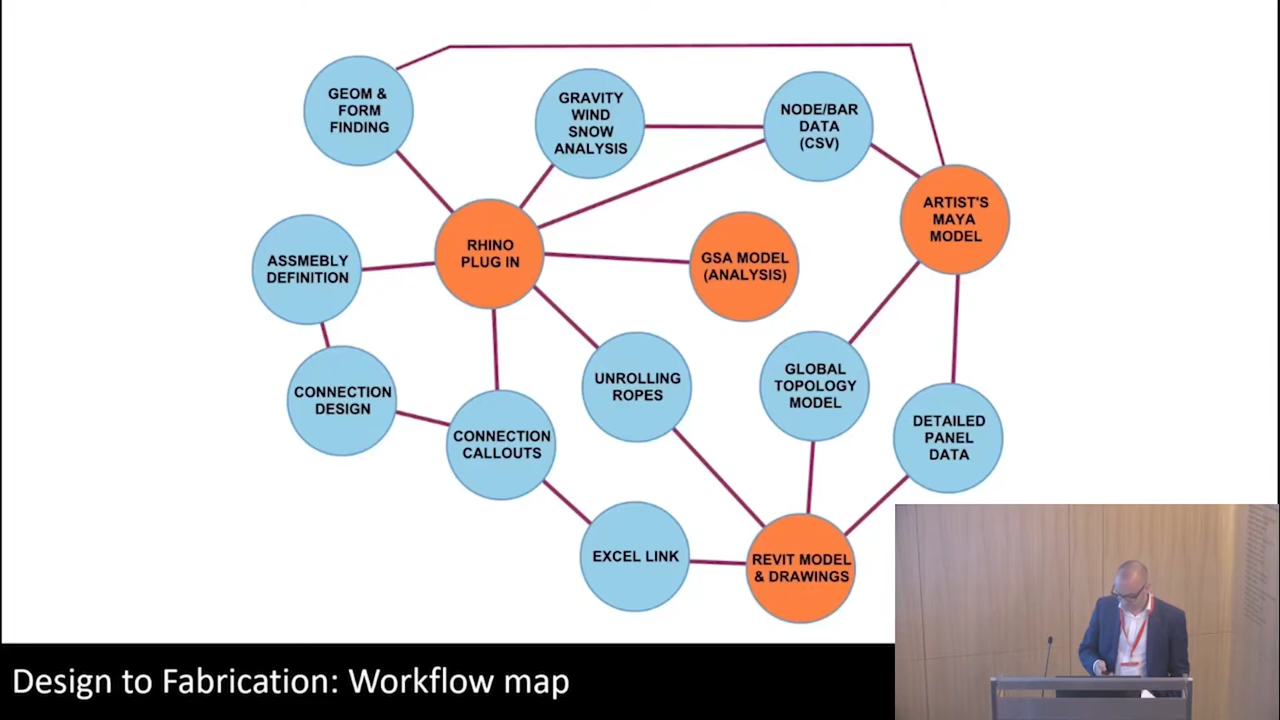 GEOM &
FORM
FINDING
GRAVITY
WIND
SNOW
ANALYSIS
NODE/BAR
DATA
(CSV)
ARTIST'S
MAYA
MODEL
RHINO
PLUG IN
GSA MODEL
(ANALYSIS)
ASSMEBLY
DEFINITION
CONNECTION
DESIGN
CONNECTION
CALLOUTS
UNROLLING
ROPES
GLOBAL
TOPOLOGY
MODEL
DETAILED
PANEL
DATA
EXCEL LINK
REVIT MODEL
& DRAWINGS
Design to Fabrication: Workflow map